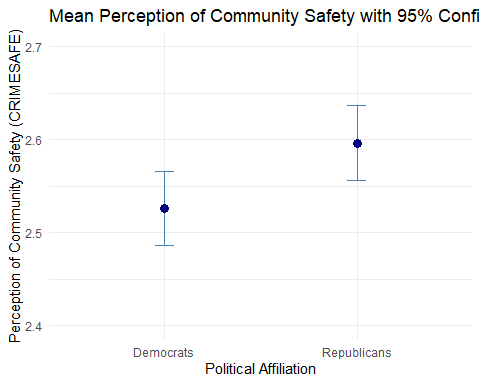 Mean Perception of Community Safety with 95% Confi
Perception of Community Safety (CRIMESAFE)
2.7
2.6
2.5
2.4
Democrats
Republicans
Political Affiliation